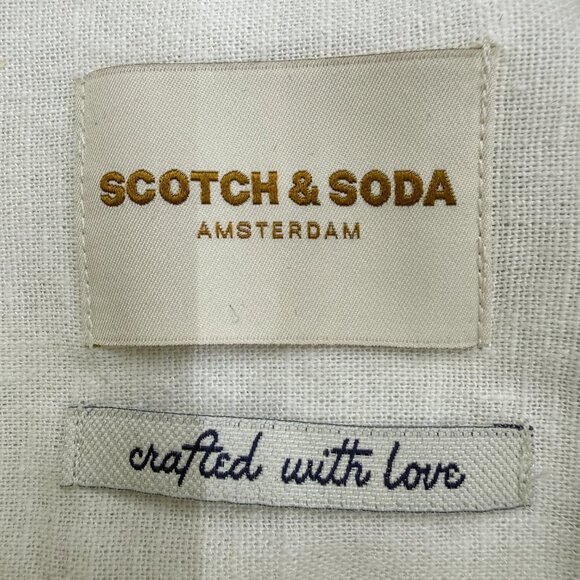 SCOTCH & SODA
AMSTERDAM
crafted with love